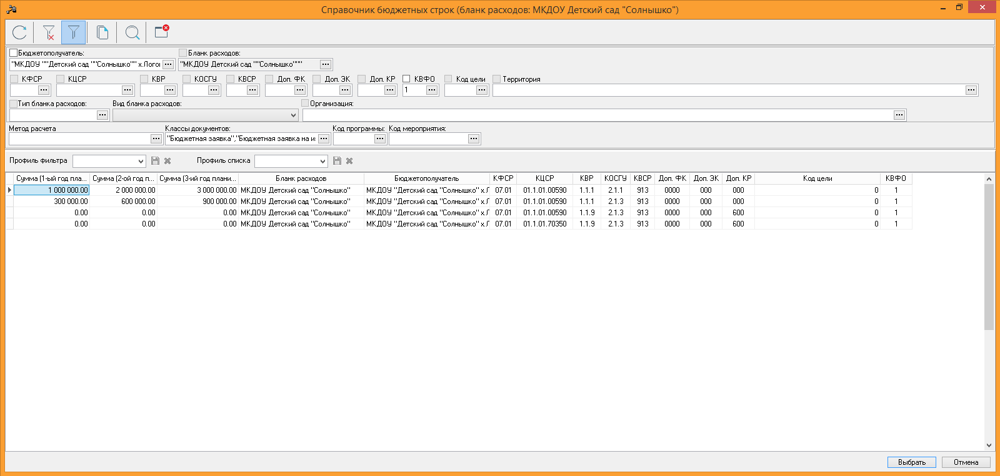 Справочник бюджетных строк (бланк расходов: МКДОУ Детский сад "Солнышко")
Бюджетополучатель: Бланк расходов:
"МКДОУ ""Детский сад ""Солнышко"" х.Логоı ... "МКДОУ Детский сад ""Солнышко""" ...
КФСР КЦСР КВР КОСГУ КВСР Доп. ФК Доп. ЭК Доп. КР КВФО Код цели Территория
... ... ... ... ... ... ... ... 1 ... ... ...
Тип бланка расходов: Вид бланка расходов: Организация:
... ...
Метод расчета Классы документов: Код программы: Код мероприятия:
... "Бюджетная заявка","Бюджетная заявка на и: ... ... ...
Профиль фильтра Профиль списка
Сумма (1-ый год пла... Сумма (2-ой год п... Сумма (3-ий год плани... Бланк расходов Бюджетополучатель КФСР КЦСР КВР КОСГУ КВСР Доп. ФК Доп. ЭК Доп. КР Код цели КВФО
1 000 000.00 2 000 000.00 3 000 000.00 МКДОУ Детский сад "Солнышко" МКДОУ "Детский сад "Солнышко" х.Л 07.01 01.1.01.00590 1.1.1 2.1.1 913 0000 000 000 0 1
300 000.00 600 000.00 900 000.00 МКДОУ Детский сад "Солнышко" МКДОУ "Детский сад "Солнышко" х.Л 07.01 01.1.01.00590 1.1.1 2.1.3 913 0000 000 000 0 1
0.00 0.00 0.00 МКДОУ Детский сад "Солнышко" МКДОУ "Детский сад "Солнышко" х.Л 07.01 01.1.01.00590 1.1.9 2.1.3 913 0000 000 600 0 1
0.00 0.00 0.00 МКДОУ Детский сад "Солнышко" МКДОУ "Детский сад "Солнышко" х.Л 07.01 01.1.01.70350 1.1.9 2.1.3 913 0000 000 600 0 1
Выбрать Отмена